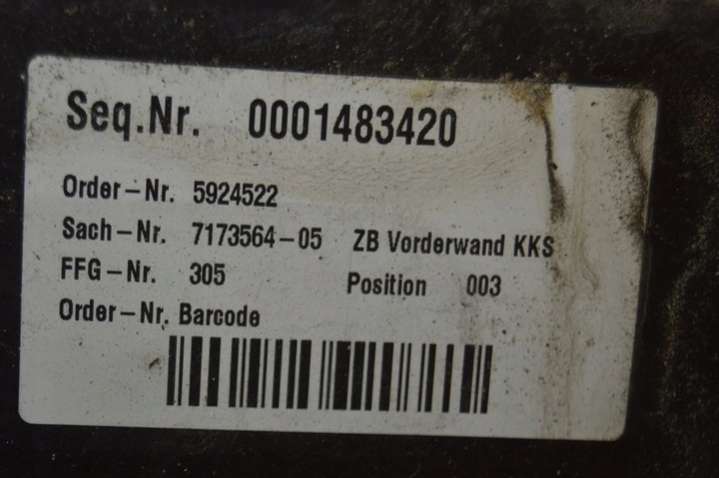 Seq.Nr. 0001483420
Order-Nr. 5924522
Sach-Nr. 7173564-05 ZB Vorderwand KKS
FFG-Nr. 305 Position 003
Order-Nr. Barcode